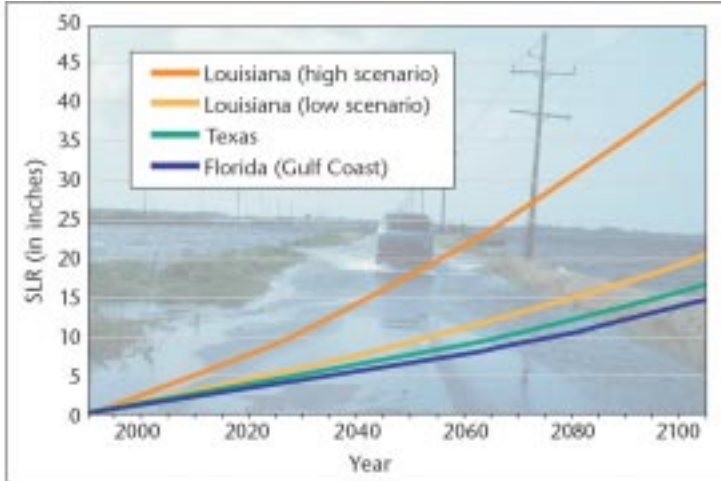 50
45
40
35
30
25
20
15
10
5
0
SLR (in inches)
Louisiana (high scenario)
Louisiana (low scenario)
Texas
Florida (Gulf Coast)
2000 2020 2040 2060 2080 2100
Year